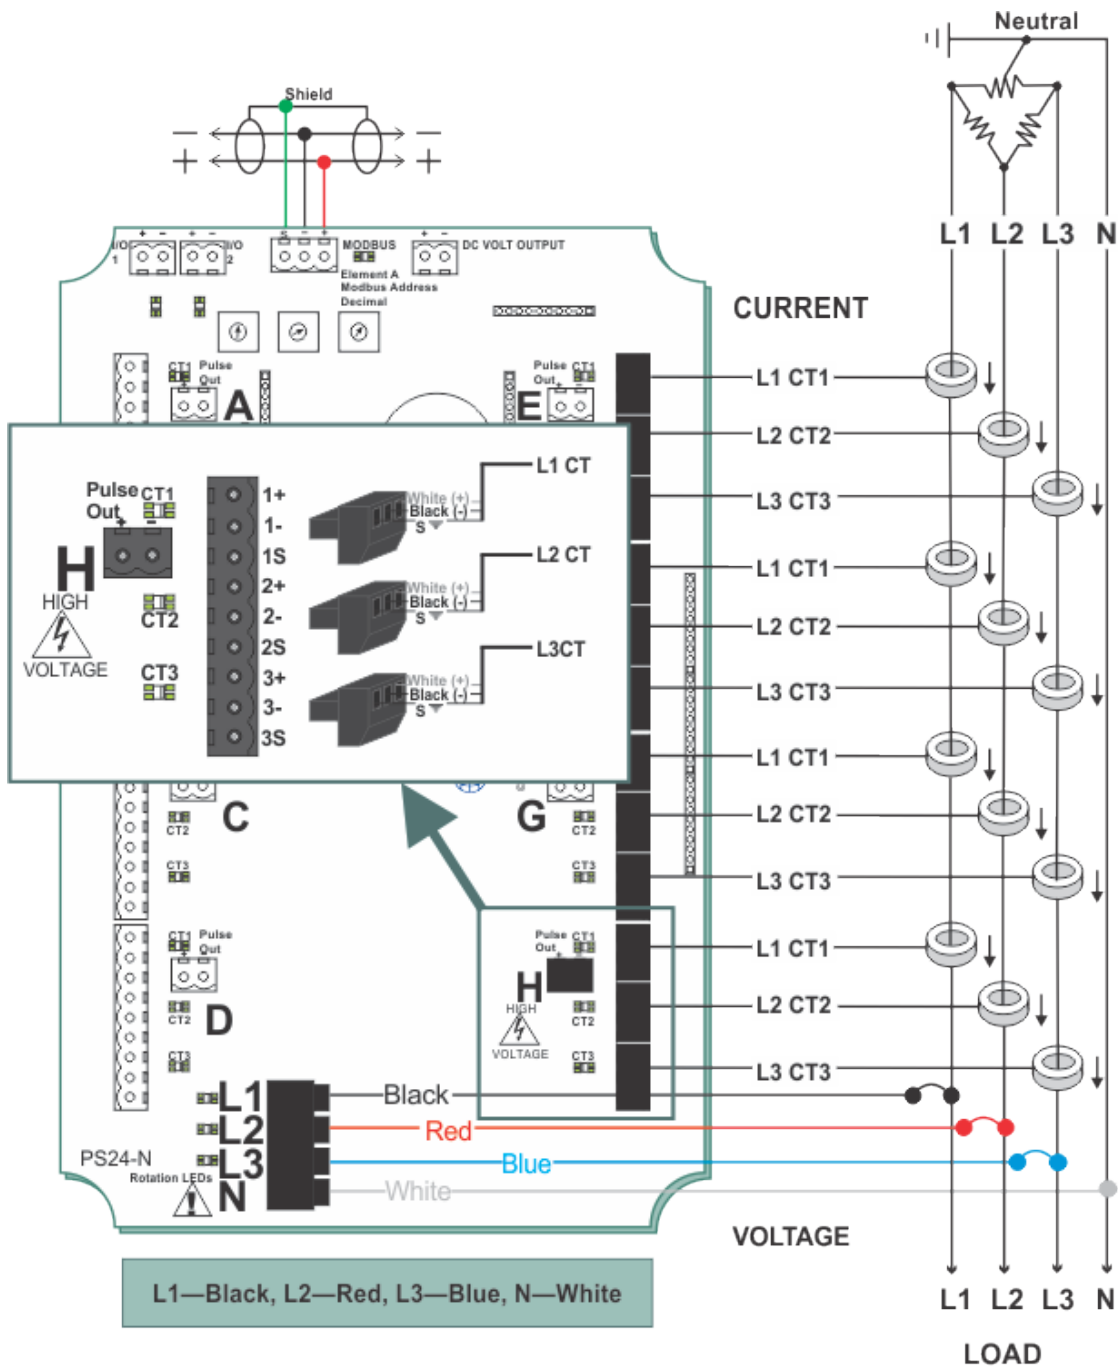 Neutral
Shield
L1 L2 L3 N
I/O 1
I/O 2
S - +
MODBUS
DC VOLT OUTPUT
Element A
Modbus Address
Decimal
CURRENT
CT1 Pulse Out
A
Pulse Out CT1
E
L1 CT1
L2 CT2
L3 CT3
L1 CT1
L2 CT2
L3 CT3
L1 CT1
L2 CT2
L3 CT3
L1 CT1
L2 CT2
L3 CT3
Pulse Out
CT1
H
HIGH
VOLTAGE
CT2
CT3
1+
1-
1S
2+
2-
2S
3+
3-
3S
White (+)
Black (-)
S
L1 CT
White (+)
Black (-)
S
L2 CT
White (+)
Black (-)
S
L3CT
C
CT2
CT3
G
CT2
CT3
CT1 Pulse Out
D
CT2
CT3
Pulse Out CT1
H
HIGH
VOLTAGE
CT2
CT3
L1
L2
L3
N
Black
Red
Blue
White
PS24-N
Rotation LEDs
VOLTAGE
L1—Black, L2—Red, L3—Blue, N—White
L1 L2 L3 N
LOAD